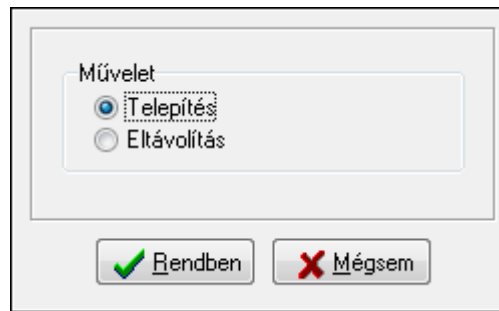 Művelet
Telepítés
Eltávolítás
Rendben
Mégsem